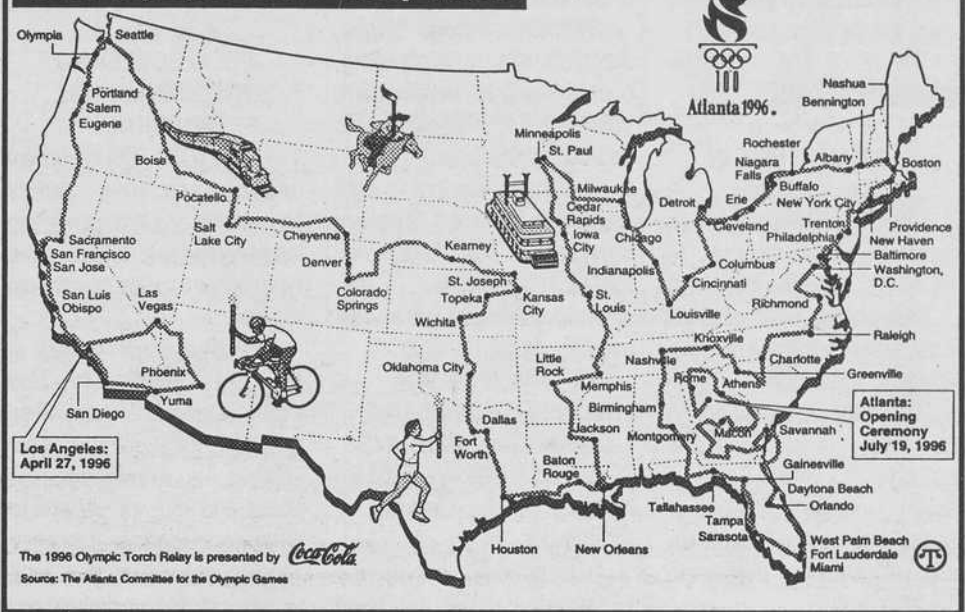 Atlanta 1996.
Olympia
Seattle
Portland
Salem
Eugene
Boise
Pocatello
Salt
Lake City
Cheyenne
Denver
Colorado
Springs
Kearney
St. Joseph
Topeka
Kansas
City
Wichita
Oklahoma City
Dallas
Fort
Worth
Houston
Sacramento
San Francisco
San Jose
San Luis
Obispo
Las
Vegas
Phoenix
Yuma
San Diego
Los Angeles:
April 27, 1996
Minneapolis
St. Paul
Milwaukee
Cedar
Rapids
Iowa
City
Chicago
St.
Louis
Little
Rock
Memphis
Jackson
Baton
Rouge
New Orleans
Detroit
Indianapolis
Louisville
Cincinnati
Columbus
Cleveland
Erie
Buffalo
Niagara
Falls
Rochester
Albany
Bennington
Nashua
Boston
Providence
New Haven
New York City
Trenton
Philadelphia
Baltimore
Washington,
D.C.
Richmond
Raleigh
Charlotte
Greenville
Knoxville
Nashville
Rome
Athens
Birmingham
Montgomery
Macon
Savannah
Atlanta:
Opening
Ceremony
July 19, 1996
Gainesville
Daytona Beach
Orlando
Tallahassee
Tampa
Sarasota
West Palm Beach
Fort Lauderdale
Miami
The 1996 Olympic Torch Relay is presented by Coca-Cola
Source: The Atlanta Committee for the Olympic Games
T